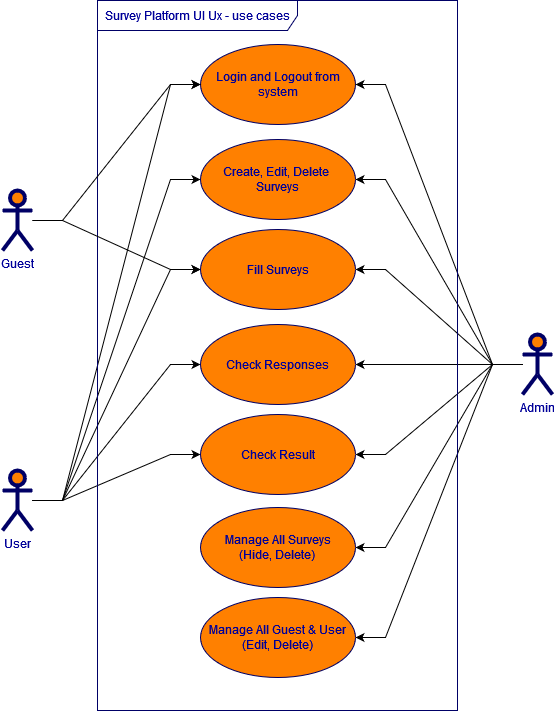 Survey Platform UI Ux - use cases
Login and Logout from
system
Create, Edit, Delete
Surveys
Guest
Fill Surveys
Check Responses
Admin
Check Result
User
Manage All Surveys
(Hide, Delete)
Manage All Guest & User
(Edit, Delete)